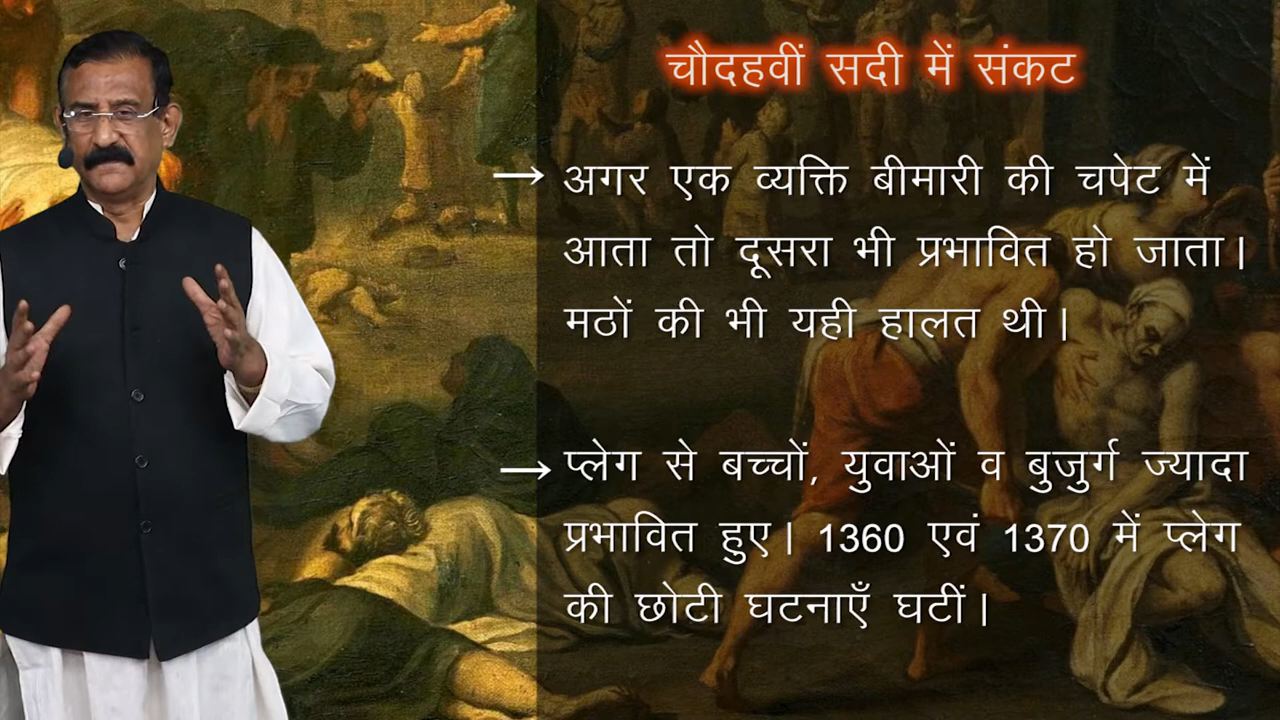 चौदहवीं सदी में संकट
→ अगर एक व्यक्ति बीमारी की चपेट में
आता तो दूसरा भी प्रभावित हो जाता।
मठों की भी यही हालत थी।
→ प्लेग से बच्चों, युवाओं व बुजुर्ग ज्यादा
प्रभावित हुए। 1360 एवं 1370 में प्लेग
की छोटी घटनाएँ घटीं।